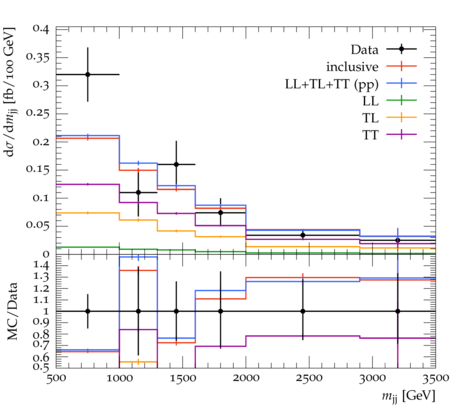 dσ/dm_jj [fb/100 GeV]
0.4
0.35
0.3
0.25
0.2
0.15
0.1
0.05
0
Data
inclusive
LL+TL+TT (pp)
LL
TL
TT
MC/Data
1.4
1.3
1.2
1.1
1
0.9
0.8
0.7
0.6
0.5
500 1000 1500 2000 2500 3000 3500
m_jj [GeV]